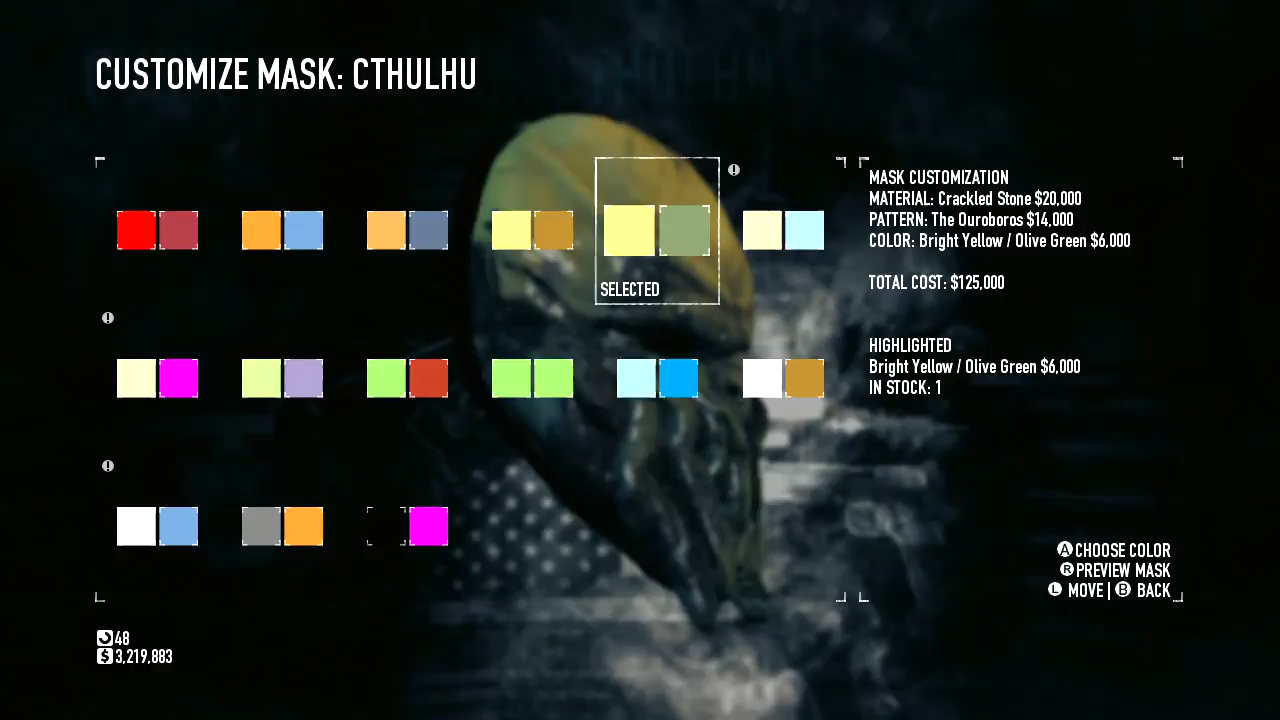 CUSTOMIZE MASK: CTHULHU
SELECTED
MASK CUSTOMIZATION
MATERIAL: Crackled Stone $20,000
PATTERN: The Ouroboros $14,000
COLOR: Bright Yellow / Olive Green $6,000
TOTAL COST: $125,000
HIGHLIGHTED
Bright Yellow / Olive Green $6,000
IN STOCK: 1
A CHOOSE COLOR
R PREVIEW MASK
L MOVE | B BACK
48
$ 3,219,883